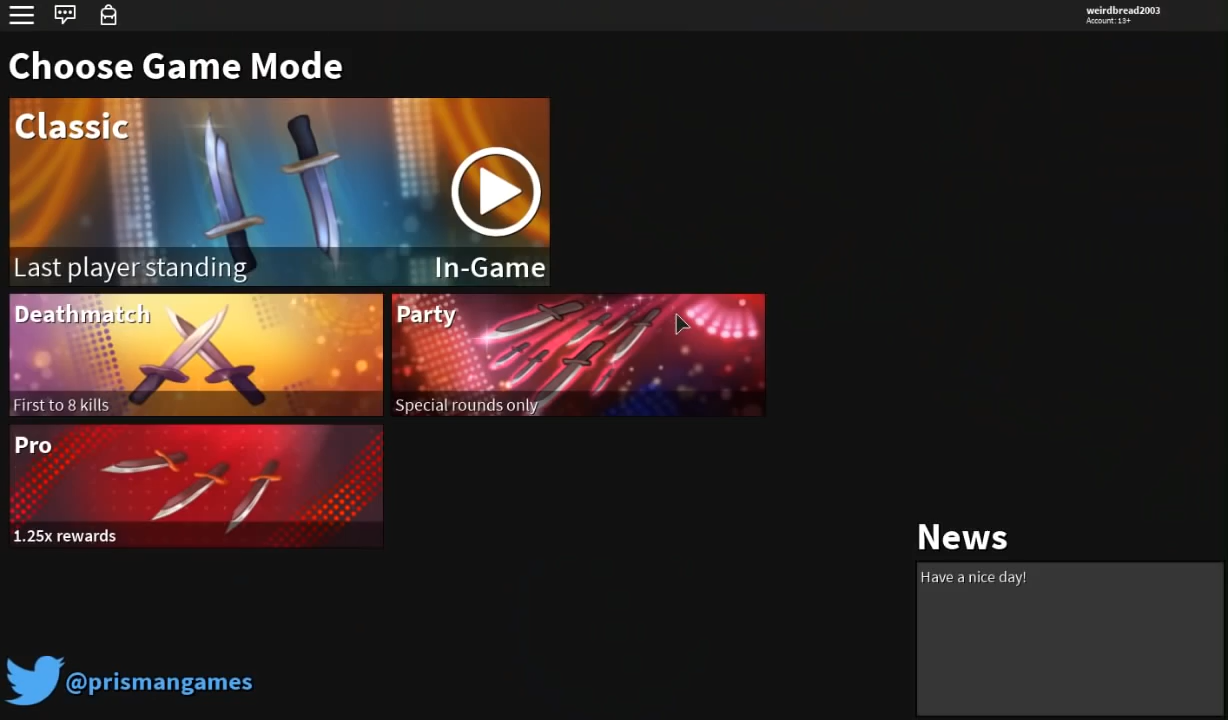 weirdbread2003
Account: 13+
Choose Game Mode
Classic
Last player standing
In-Game
Deathmatch
First to 8 kills
Party
Special rounds only
Pro
1.25x rewards
News
Have a nice day!
@prismangames